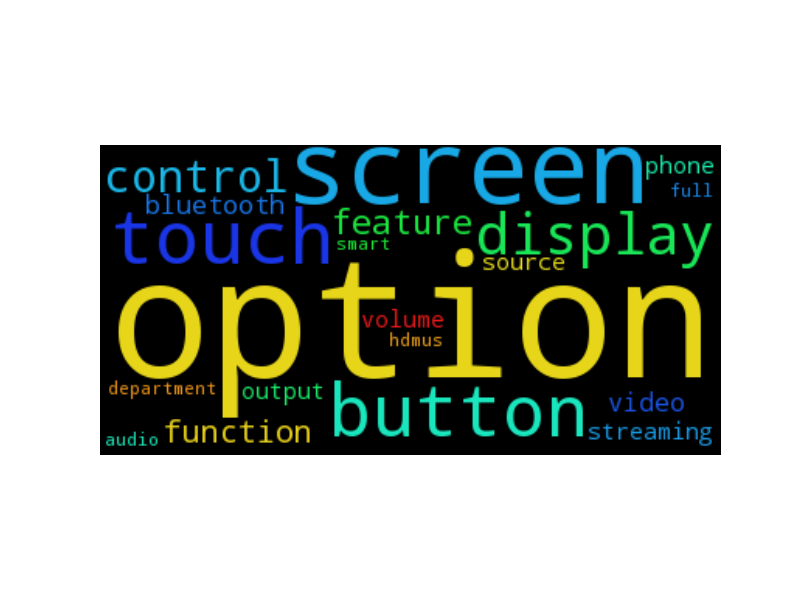 screen
control
phone
full
bluetooth
touch
feature
display
smart
source
option
volume
hdmus
department
output
button
video
function
streaming
audio